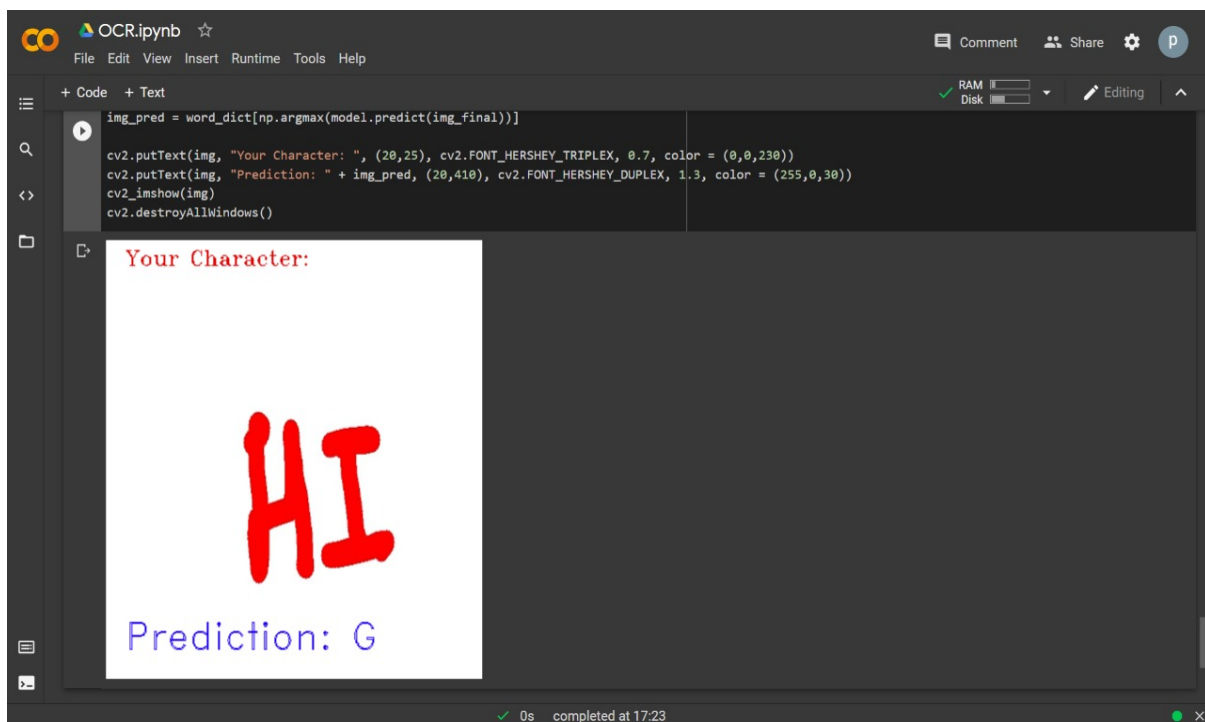 CO OCR.ipynb
File Edit View Insert Runtime Tools Help
Comment Share p
+ Code + Text RAM Disk Editing
img_pred = word_dict[np.argmax(model.predict(img_final))]
cv2.putText(img, "Your Character: ", (20,25), cv2.FONT_HERSHEY_TRIPLEX, 0.7, color = (0,0,230))
cv2.putText(img, "Prediction: " + img_pred, (20,410), cv2.FONT_HERSHEY_DUPLEX, 1.3, color = (255,0,30))
cv2_imshow(img)
cv2.destroyAllWindows()
Your Character:
HI
Prediction: G
0s completed at 17:23